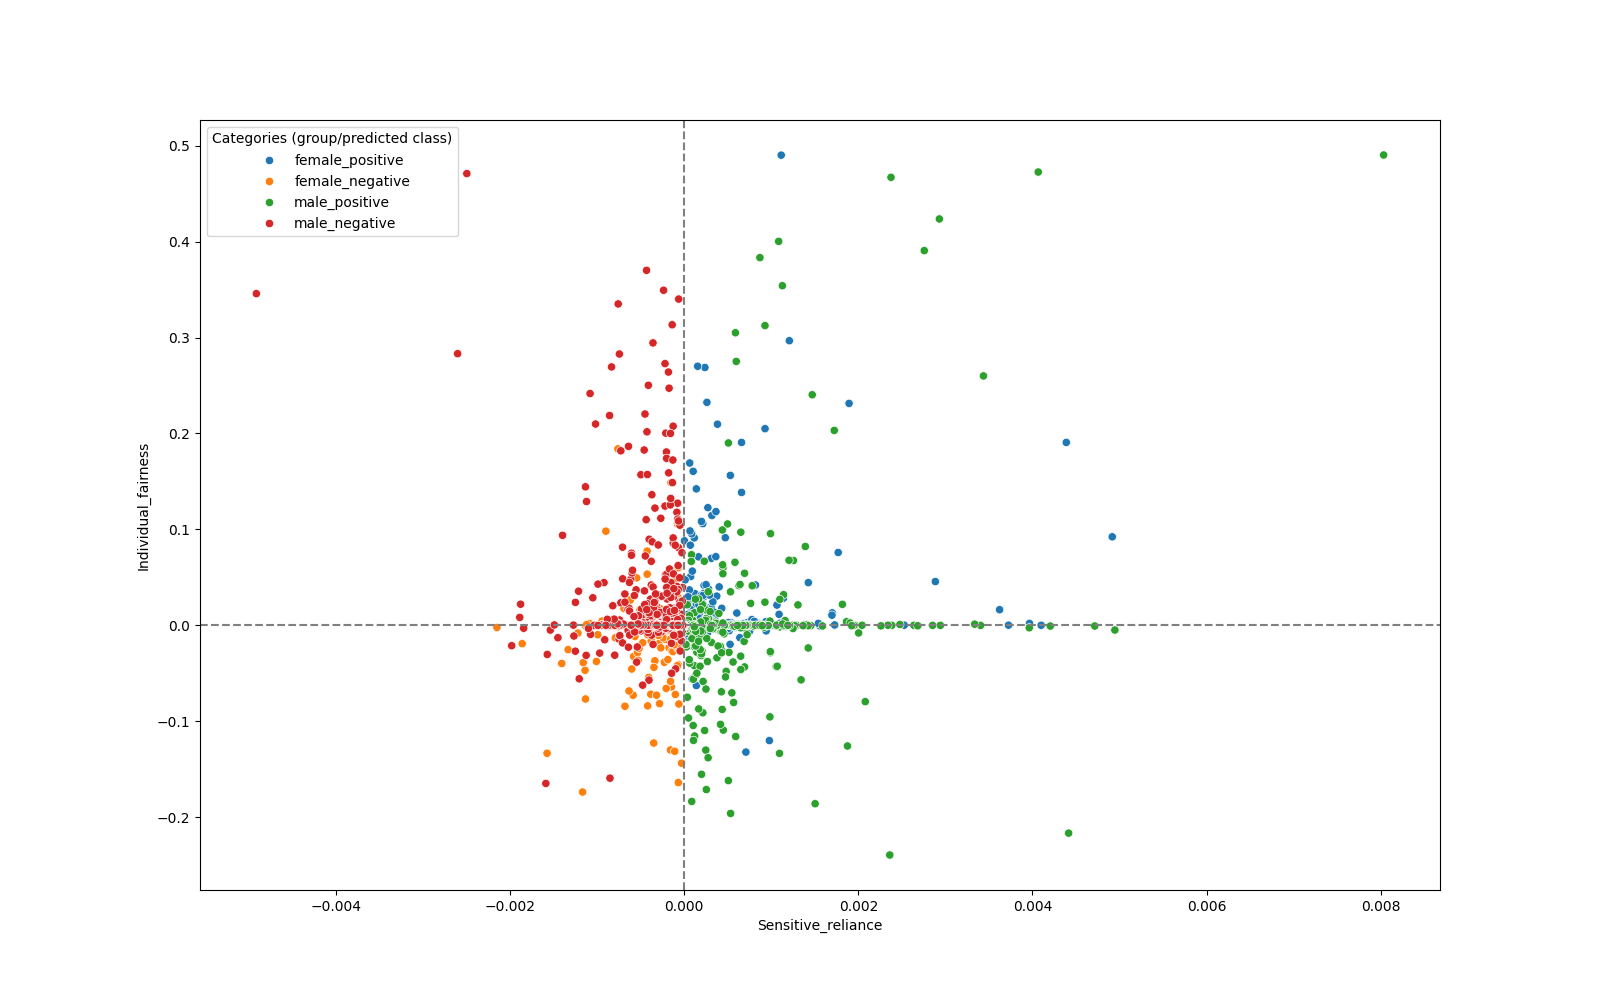 Categories (group/predicted class)
female_positive
female_negative
male_positive
male_negative
0.5
0.4
0.3
0.2
0.1
0.0
−0.1
−0.2
Individual_fairness
−0.004
−0.002
0.000
0.002
0.004
0.006
0.008
Sensitive_reliance